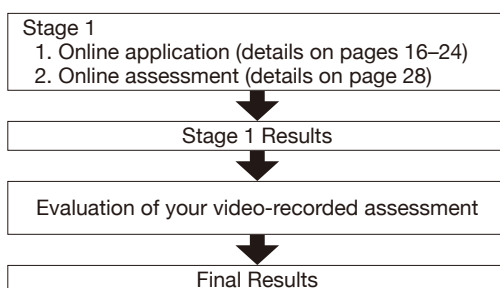 Stage 1
1. Online application (details on pages 16–24)
2. Online assessment (details on page 28)
Stage 1 Results
Evaluation of your video-recorded assessment
Final Results